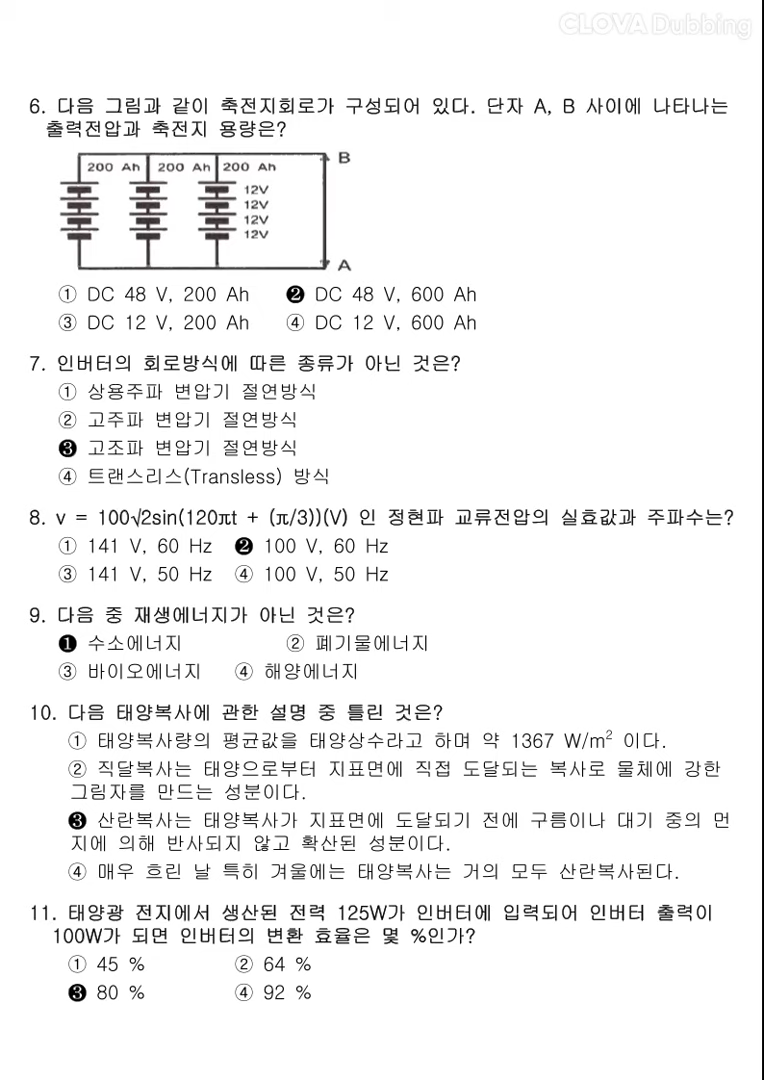 CLOVA Dubbing
6. 다음 그림과 같이 축전지회로가 구성되어 있다. 단자 A, B 사이에 나타나는
출력전압과 축전지 용량은?
B
200 Ah 200 Ah 200 Ah
12V
12V
12V
12V
A
① DC 48 V, 200 Ah ❷ DC 48 V, 600 Ah
③ DC 12 V, 200 Ah ④ DC 12 V, 600 Ah
7. 인버터의 회로방식에 따른 종류가 아닌 것은?
① 상용주파 변압기 절연방식
② 고주파 변압기 절연방식
❸ 고조파 변압기 절연방식
④ 트랜스리스(Transless) 방식
8. v = 100√2sin(120πt + (π/3))(V) 인 정현파 교류전압의 실효값과 주파수는?
① 141 V, 60 Hz ❷ 100 V, 60 Hz
③ 141 V, 50 Hz ④ 100 V, 50 Hz
9. 다음 중 재생에너지가 아닌 것은?
❶ 수소에너지 ② 폐기물에너지
③ 바이오에너지 ④ 해양에너지
10. 다음 태양복사에 관한 설명 중 틀린 것은?
① 태양복사량의 평균값을 태양상수라고 하며 약 1367 W/m² 이다.
② 직달복사는 태양으로부터 지표면에 직접 도달되는 복사로 물체에 강한
그림자를 만드는 성분이다.
❸ 산란복사는 태양복사가 지표면에 도달되기 전에 구름이나 대기 중의 먼
지에 의해 반사되지 않고 확산된 성분이다.
④ 매우 흐린 날 특히 겨울에는 태양복사는 거의 모두 산란복사된다.
11. 태양광 전지에서 생산된 전력 125W가 인버터에 입력되어 인버터 출력이
100W가 되면 인버터의 변환 효율은 몇 %인가?
① 45 % ② 64 %
❸ 80 % ④ 92 %